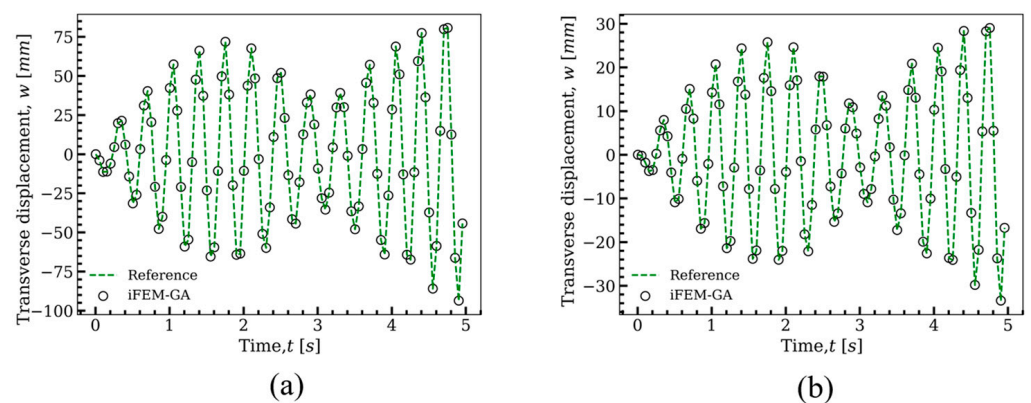 Transverse displacement, w [mm]
75
50
25
0
−25
−50
−75
−100
Reference
iFEM-GA
0 1 2 3 4 5
Time,t [s]
(a)
Transverse displacement, w [mm]
30
20
10
0
−10
−20
−30
Reference
iFEM-GA
0 1 2 3 4 5
Time,t [s]
(b)